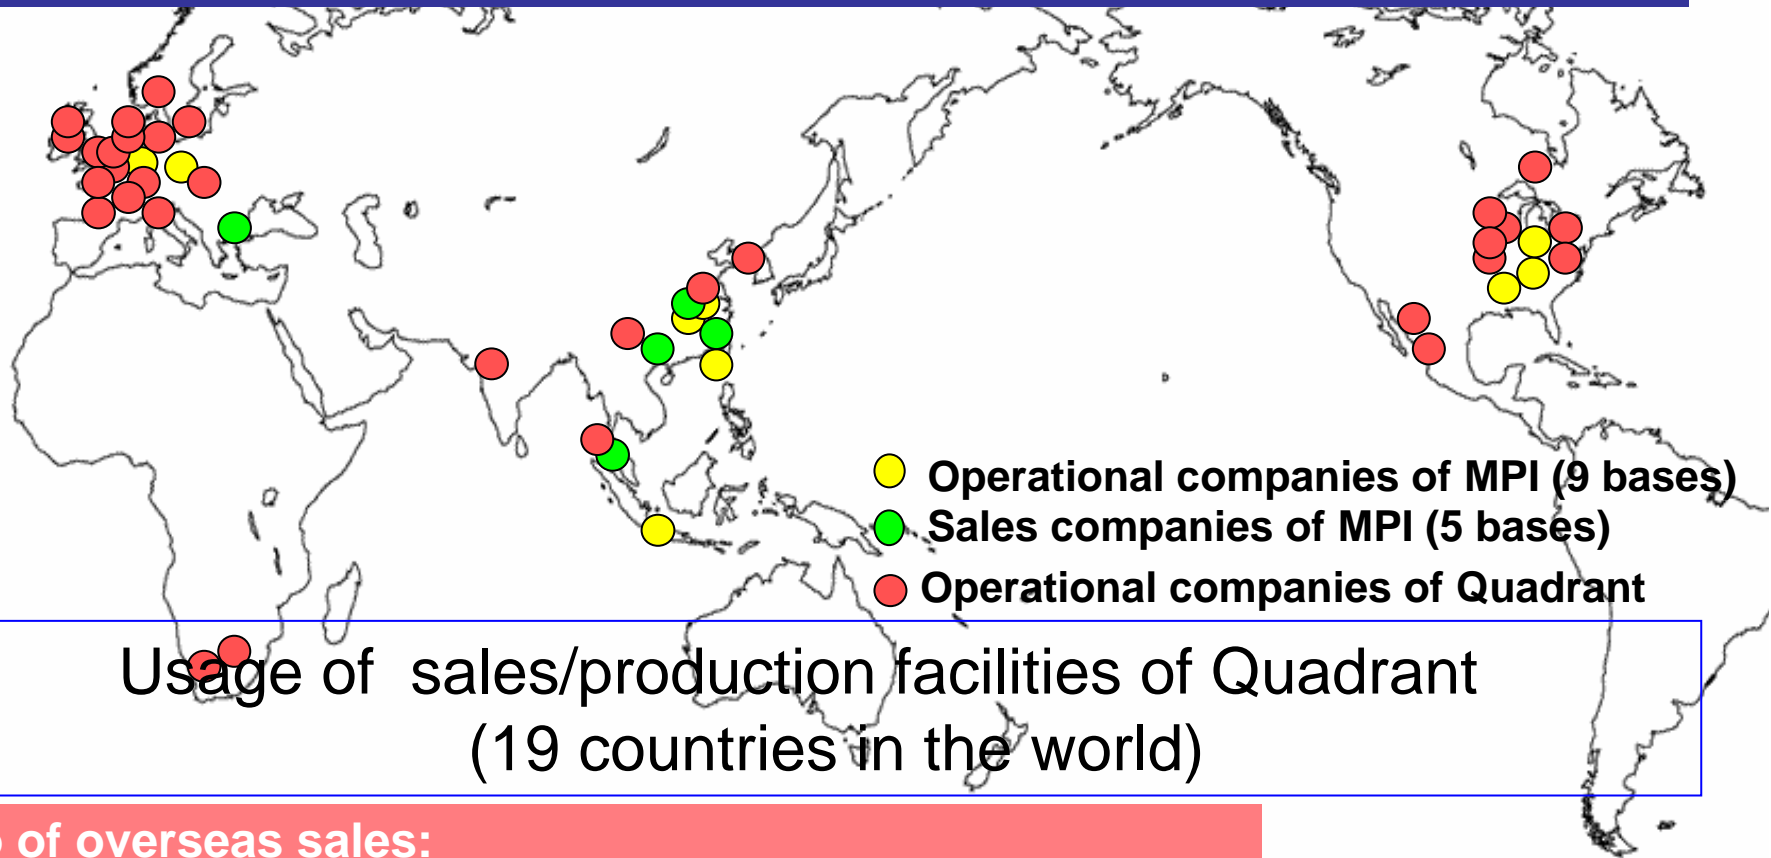 Operational companies of MPI (9 bases)
Sales companies of MPI (5 bases)
Operational companies of Quadrant
Usage of sales/production facilities of Quadrant
(19 countries in the world)
of overseas sales: